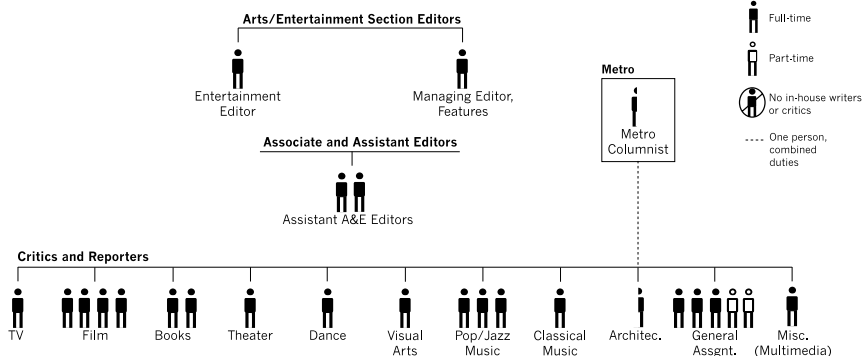 Arts/Entertainment Section Editors
Entertainment
Editor
Managing Editor,
Features
Associate and Assistant Editors
Assistant A&E Editors
Metro
Metro
Columnist
Full-time
Part-time
No in-house writers
or critics
One person,
combined
duties
Critics and Reporters
TV
Film
Books
Theater
Dance
Visual
Arts
Pop/Jazz
Music
Classical
Music
Architec.
General
Assgnt.
Misc.
(Multimedia)